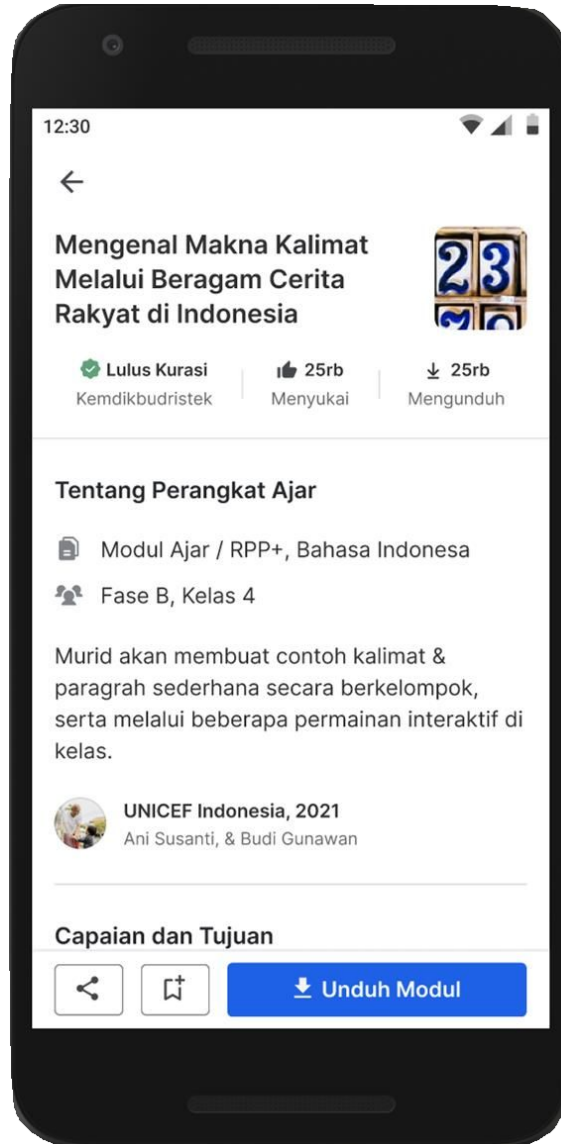 12:30
Mengenal Makna Kalimat
Melalui Beragam Cerita
Rakyat di Indonesia
23
Lulus Kurasi
Kemdikbudristek
25rb
Menyukai
25rb
Mengunduh
Tentang Perangkat Ajar
Modul Ajar / RPP+, Bahasa Indonesa
Fase B, Kelas 4
Murid akan membuat contoh kalimat &
paragrah sederhana secara berkelompok,
serta melalui beberapa permainan interaktif di
kelas.
UNICEF Indonesia, 2021
Ani Susanti, & Budi Gunawan
Capaian dan Tujuan
Unduh Modul